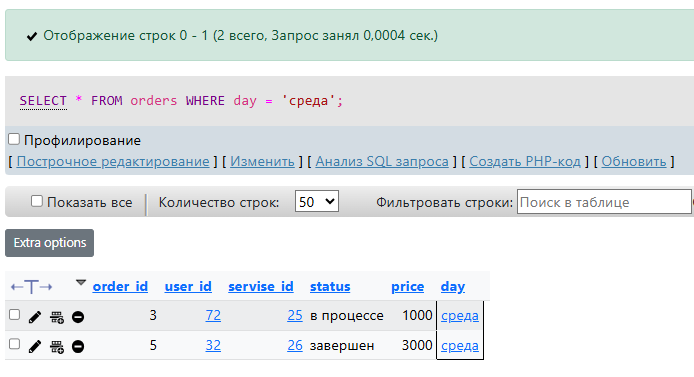 Отображение строк 0 - 1 (2 всего, Запрос занял 0,0004 сек.)
SELECT * FROM orders WHERE day = 'среда';
Профилирование
[ Построчное редактирование ] [ Изменить ] [ Анализ SQL запроса ] [ Создать PHP-код ] [ Обновить ]
Показать все Количество строк: 50 Фильтровать строки: Поиск в таблице
Extra options
←T→ order_id user_id servise_id status price day
3 72 25 в процессе 1000 среда
5 32 26 завершен 3000 среда